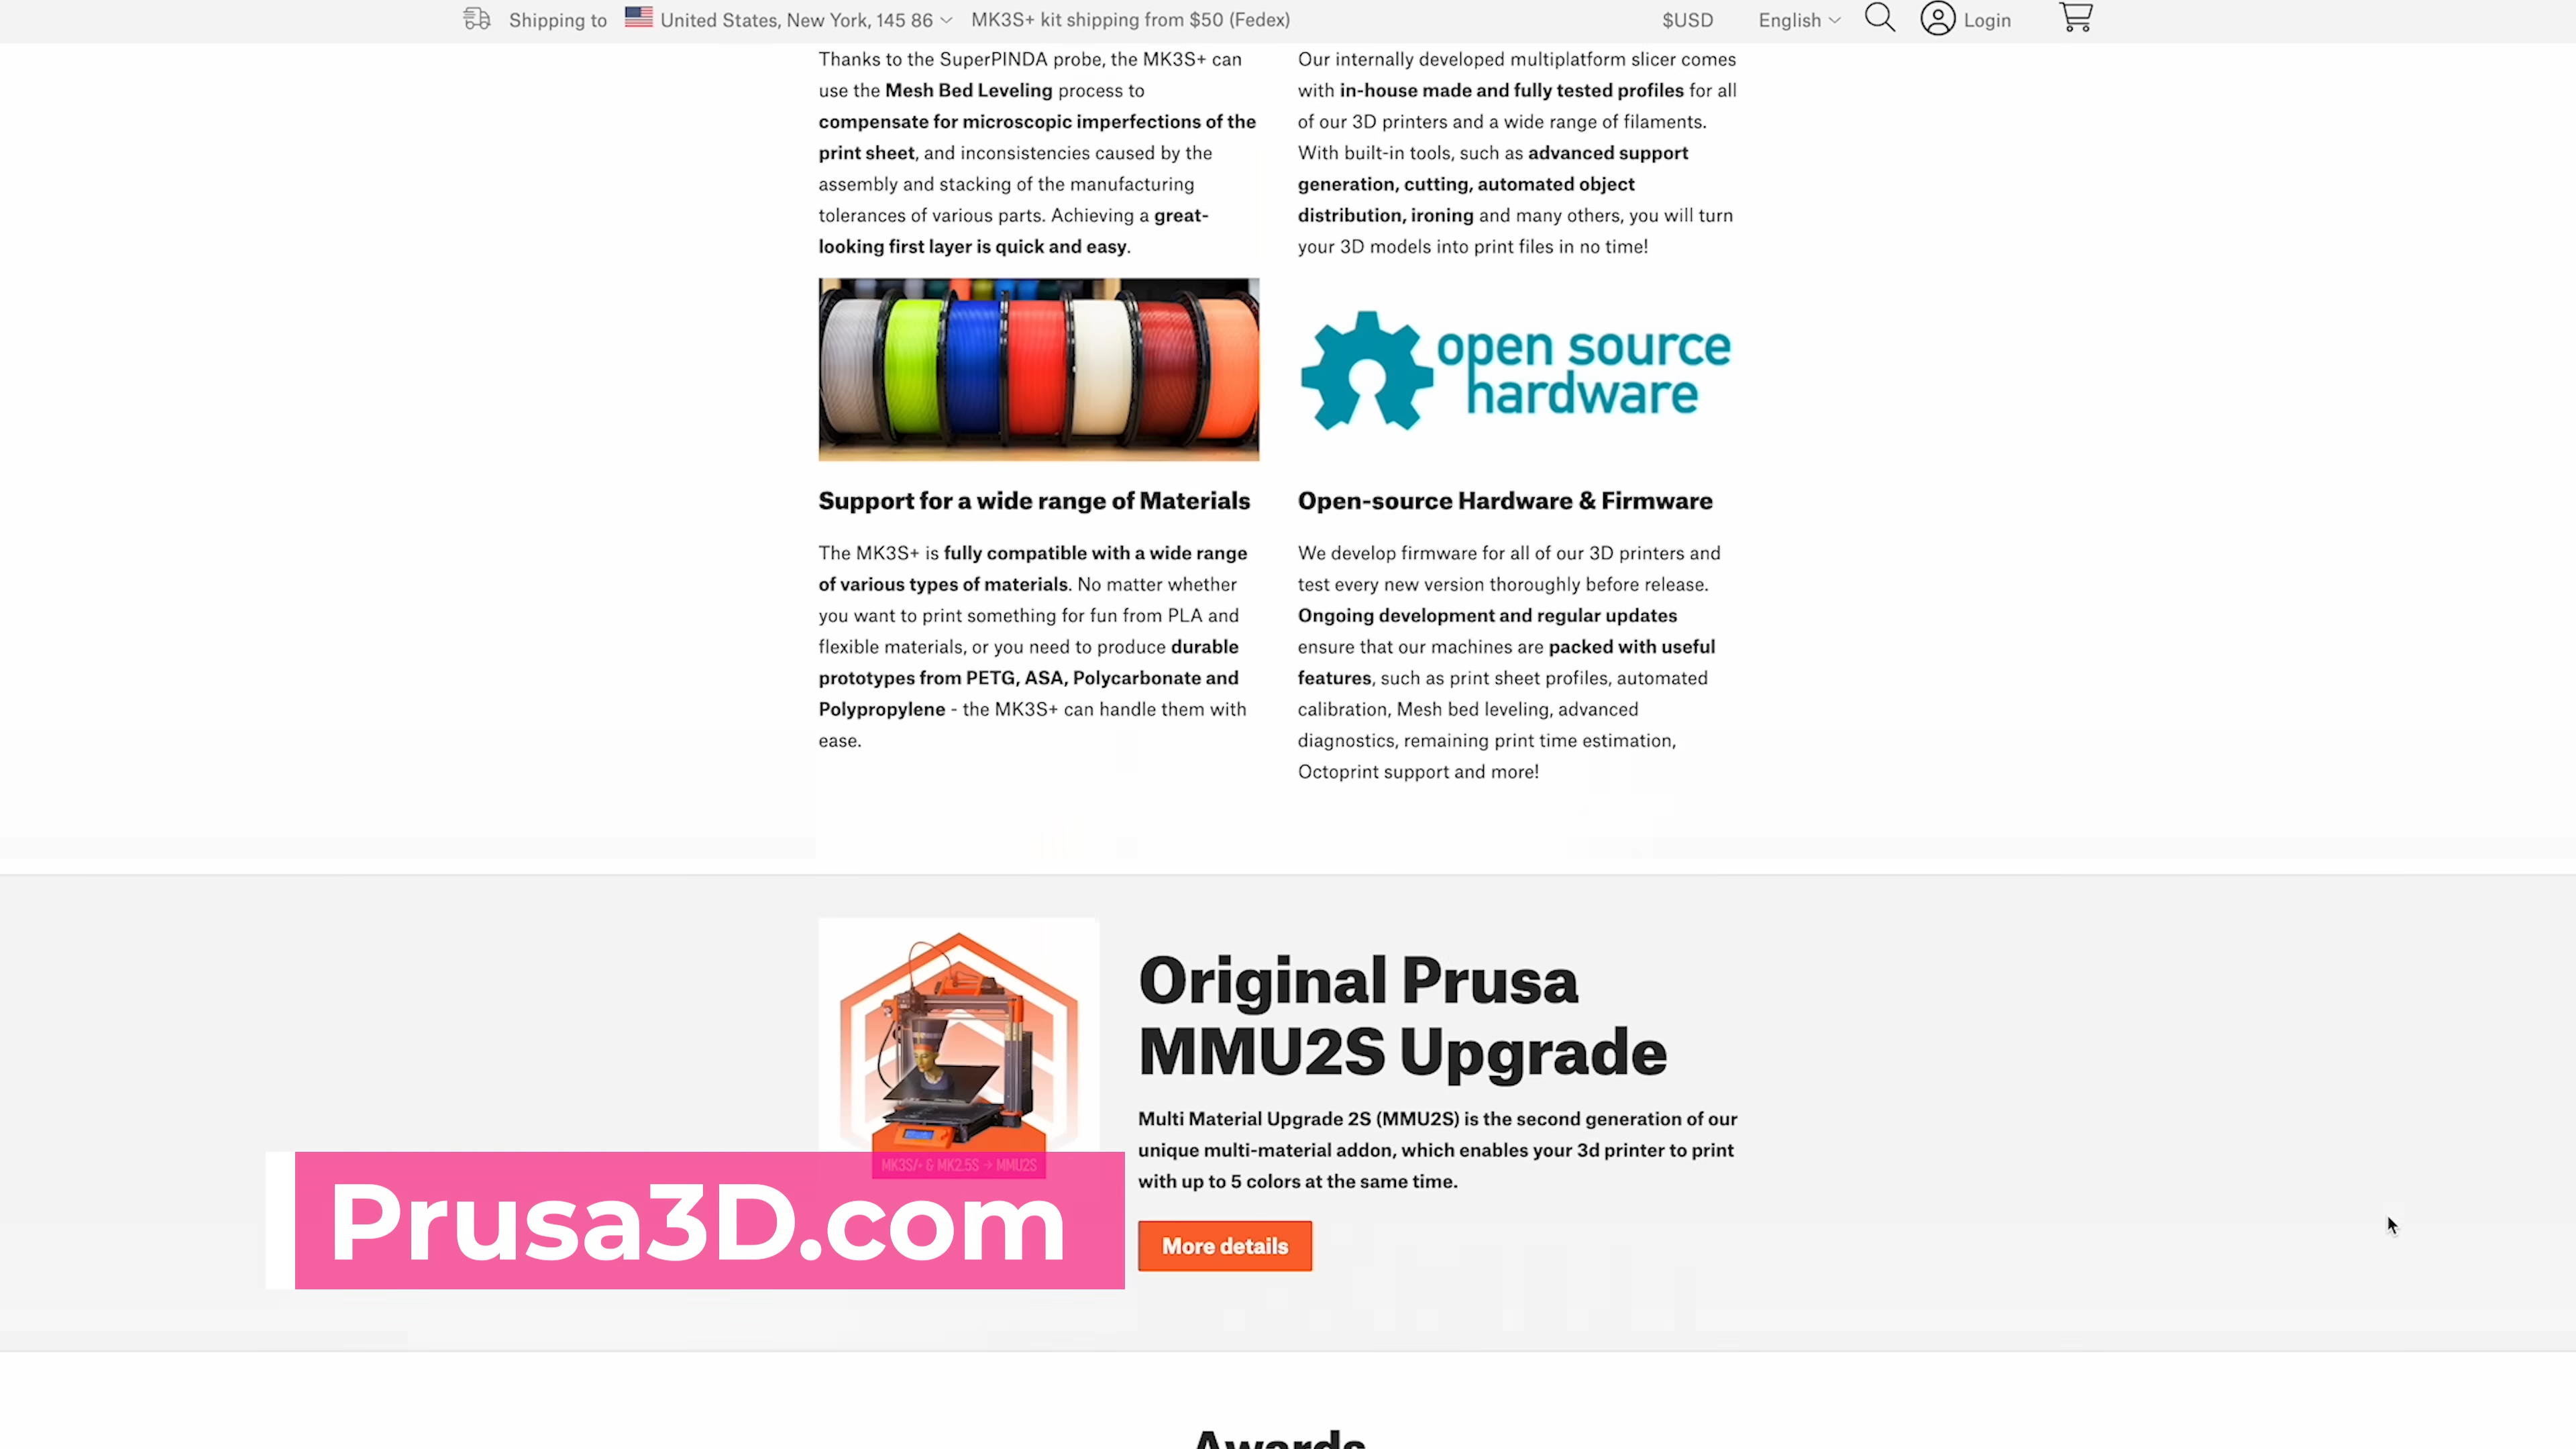 Shipping to United States, New York, 145 86 MK3S+ kit shipping from $50 (Fedex) $USD English Login
Thanks to the SuperPINDA probe, the MK3S+ can
use the Mesh Bed Leveling process to
compensate for microscopic imperfections of the
print sheet, and inconsistencies caused by the
assembly and stacking of the manufacturing
tolerances of various parts. Achieving a great-
looking first layer is quick and easy.
Our internally developed multiplatform slicer comes
with in-house made and fully tested profiles for all
of our 3D printers and a wide range of filaments.
With built-in tools, such as advanced support
generation, cutting, automated object
distribution, ironing and many others, you will turn
your 3D models into print files in no time!
open source
hardware
Support for a wide range of Materials
The MK3S+ is fully compatible with a wide range
of various types of materials. No matter whether
you want to print something for fun from PLA and
flexible materials, or you need to produce durable
prototypes from PETG, ASA, Polycarbonate and
Polypropylene - the MK3S+ can handle them with
ease.
Open-source Hardware & Firmware
We develop firmware for all of our 3D printers and
test every new version thoroughly before release.
Ongoing development and regular updates
ensure that our machines are packed with useful
features, such as print sheet profiles, automated
calibration, Mesh bed leveling, advanced
diagnostics, remaining print time estimation,
Octoprint support and more!
Original Prusa
MMU2S Upgrade
Multi Material Upgrade 2S (MMU2S) is the second generation of our
unique multi-material addon, which enables your 3d printer to print
with up to 5 colors at the same time.
More details
MK3S/+ & MK2.5S → MMU2S
Prusa3D.com
Awards